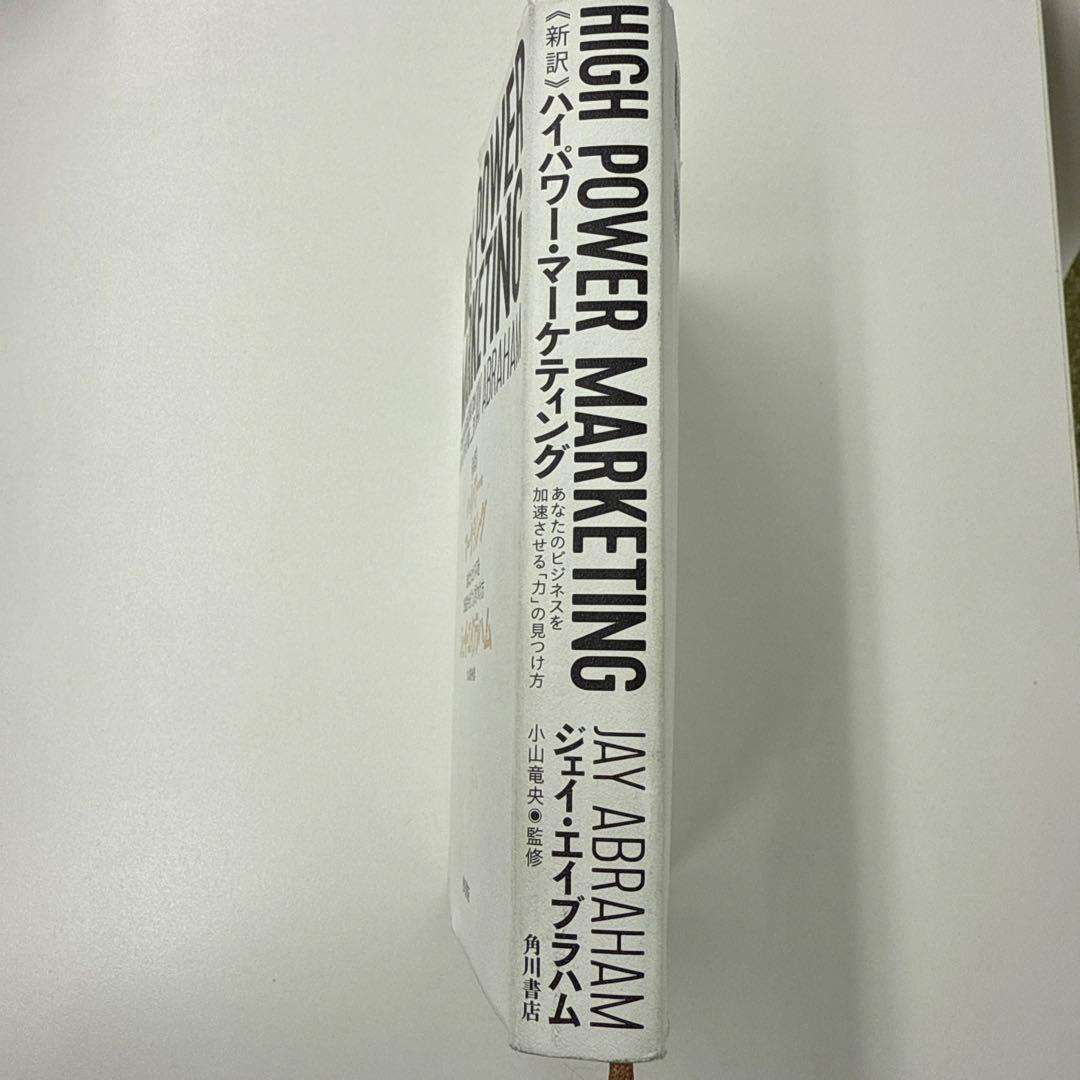 HIGH POWER MARKETING
JAY ABRAHAM
《新訳》ハイパワー・マーケティング
あなたのビジネスを
加速させる「力」の見つけ方
ジェイ・エイブラハム
小山竜央◉監修
角川書店
POWER
ABRAHAM